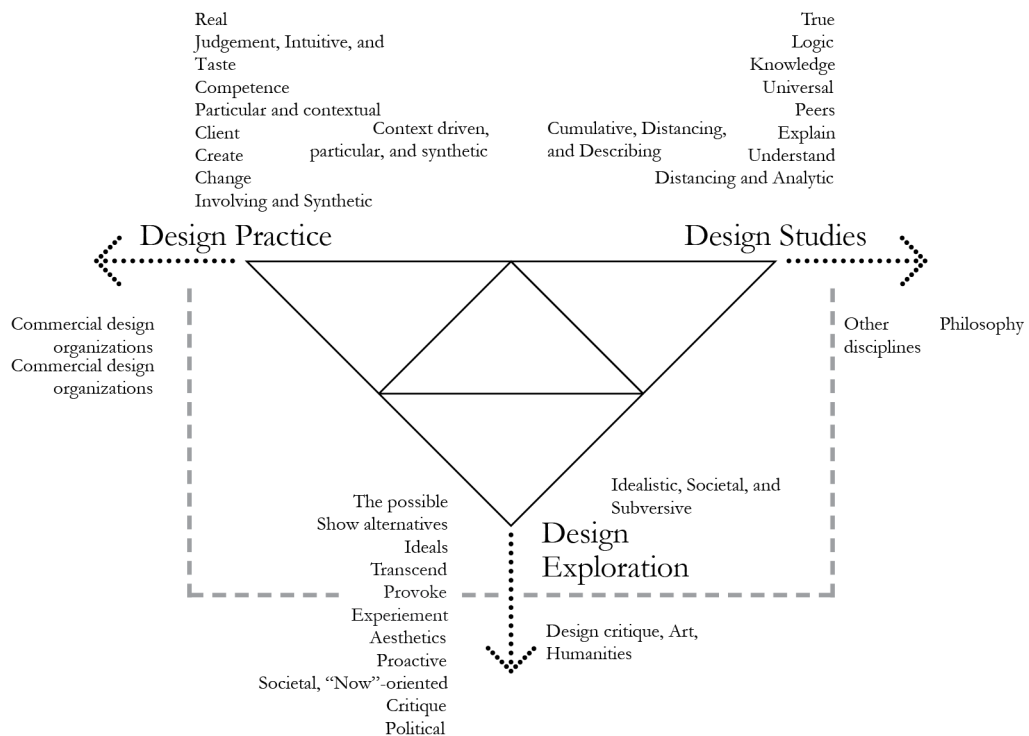 Real
Judgement, Intuitive, and
Taste
Competence
Particular and contextual
Client
Create
Change
Involving and Synthetic
Context driven,
particular, and synthetic
Cumulative, Distancing,
and Describing
True
Logic
Knowledge
Universal
Peers
Explain
Understand
Distancing and Analytic
Design Practice
Design Studies
Commercial design
organizations
Commercial design
organizations
Other
disciplines
Philosophy
Idealistic, Societal, and
Subversive
The possible
Show alternatives
Ideals
Transcend
Provoke
Experiement
Aesthetics
Proactive
Societal, “Now”-oriented
Critique
Political
Design
Exploration
Design critique, Art,
Humanities